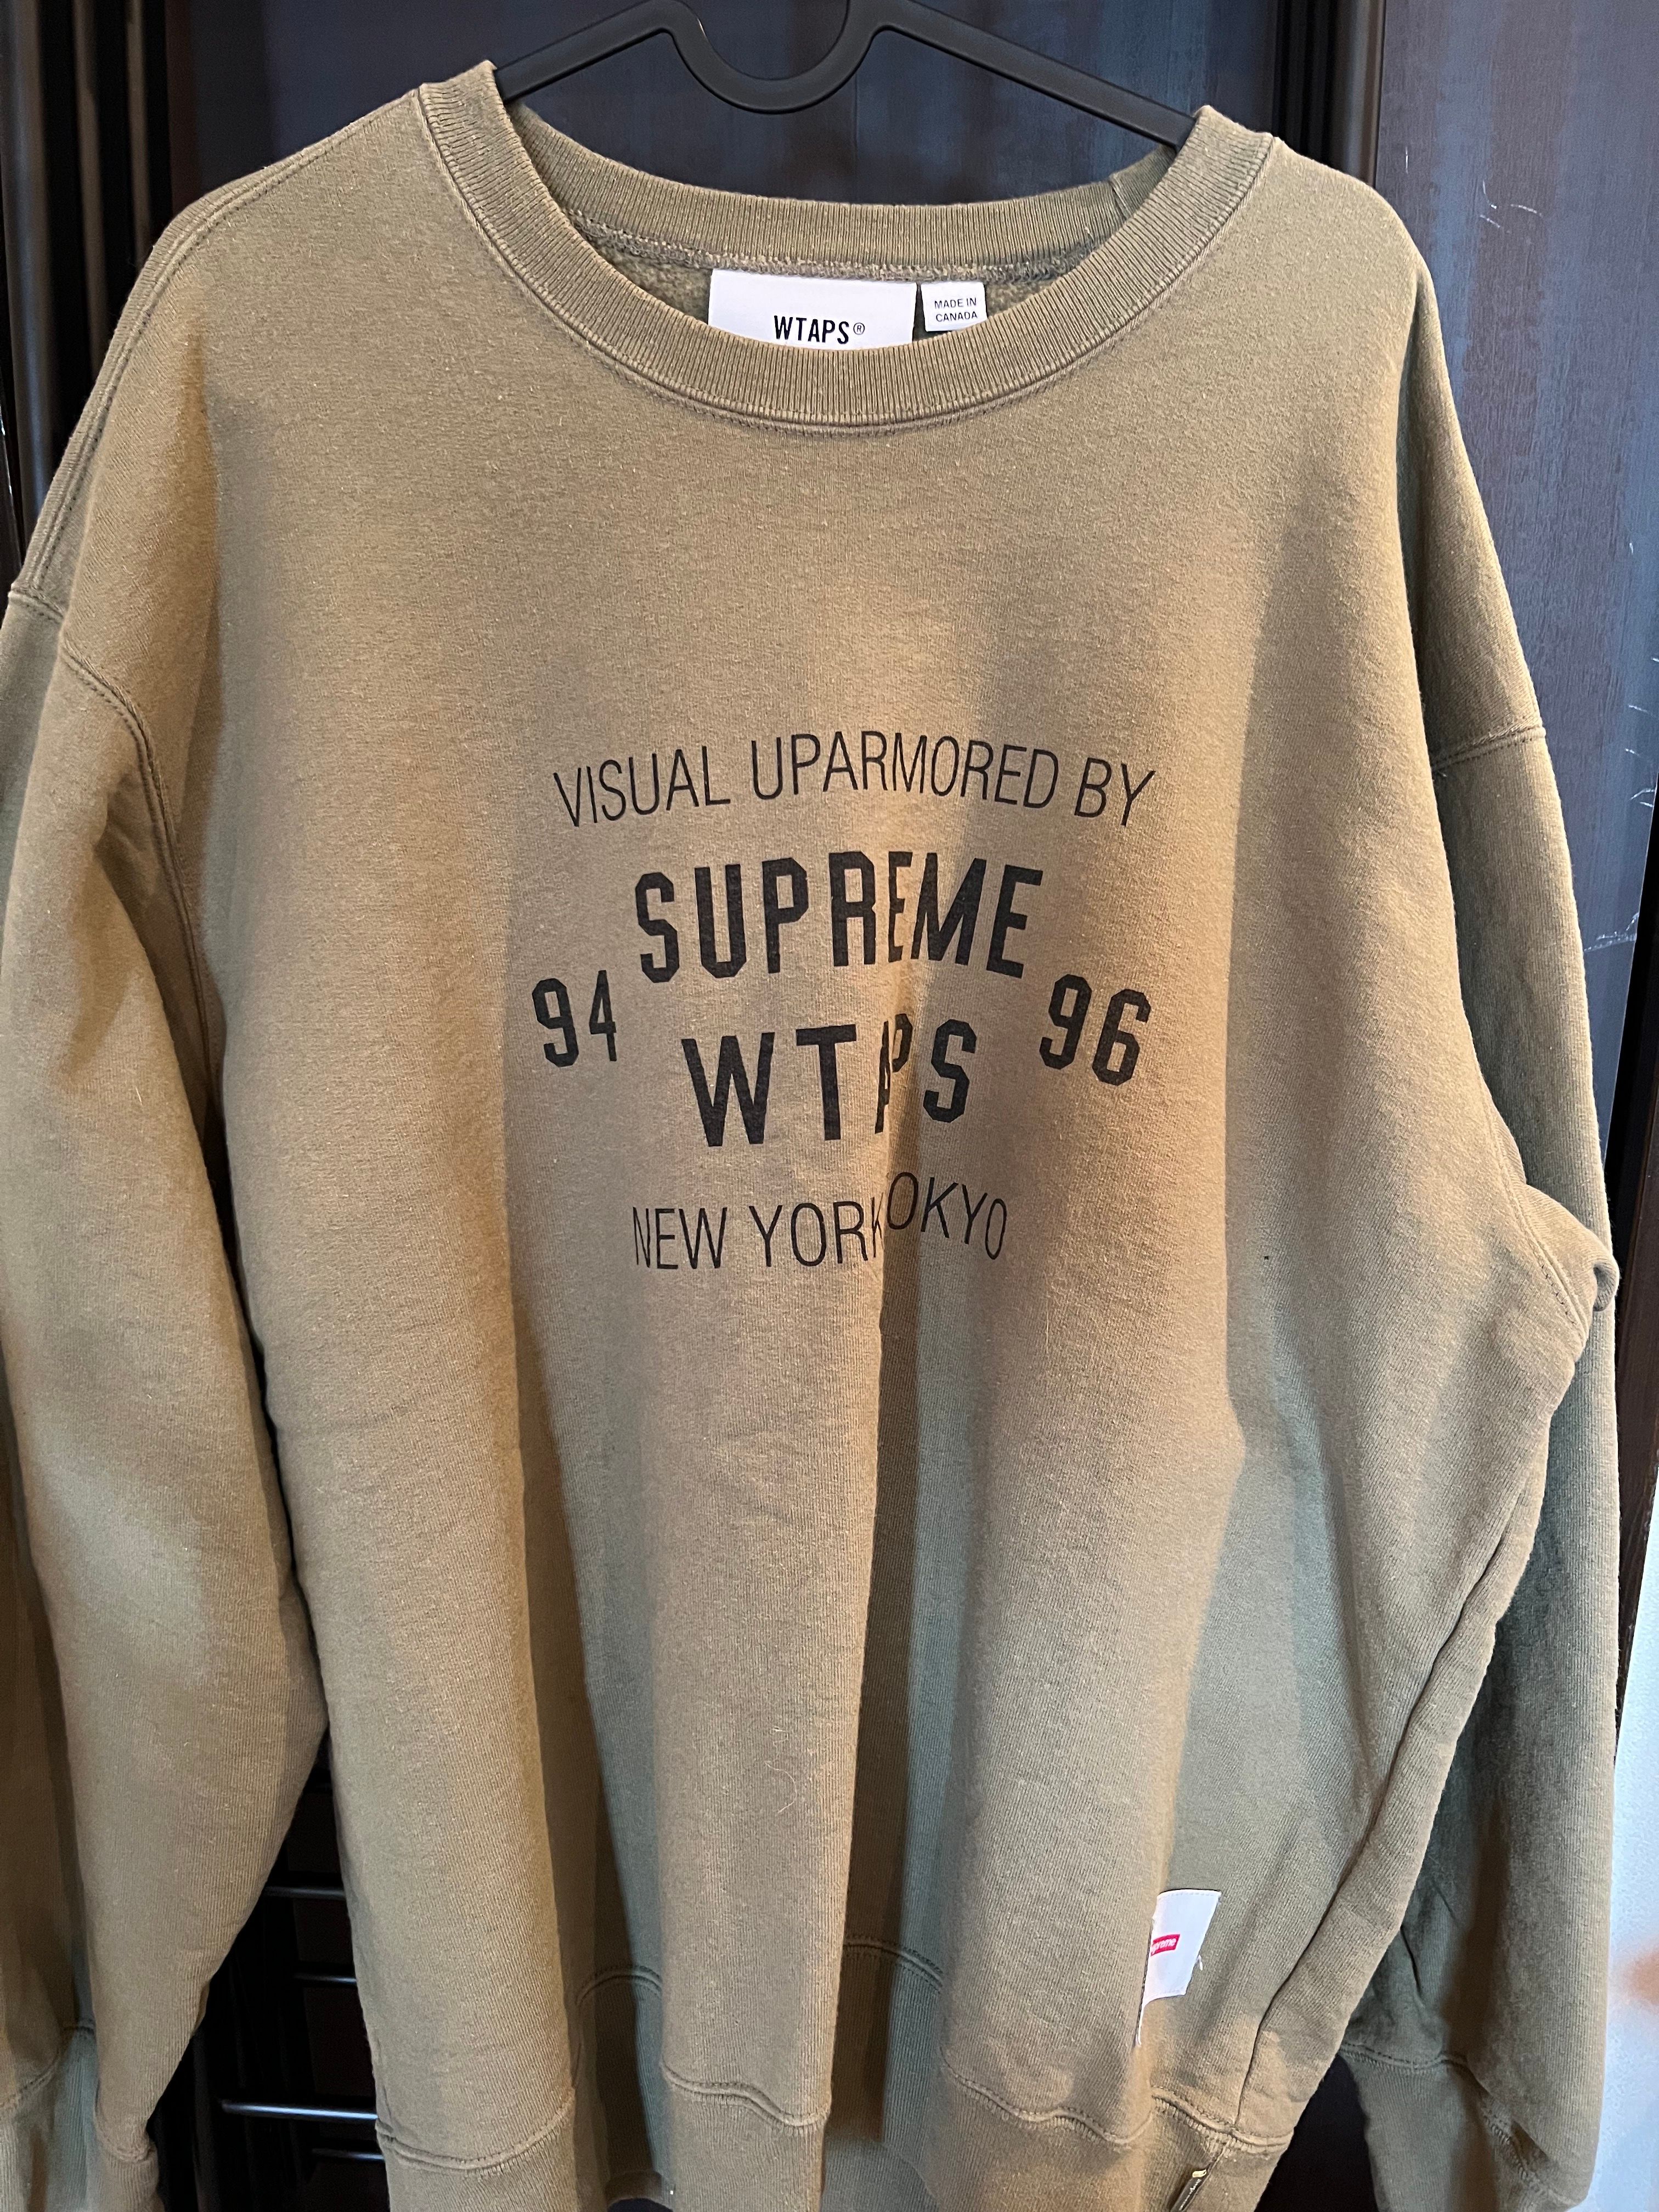 WTAPS®
MADE IN
CANADA
VISUAL UPARMORED BY
SUPREME
94 96
WTAPS
NEW YORK OKYO